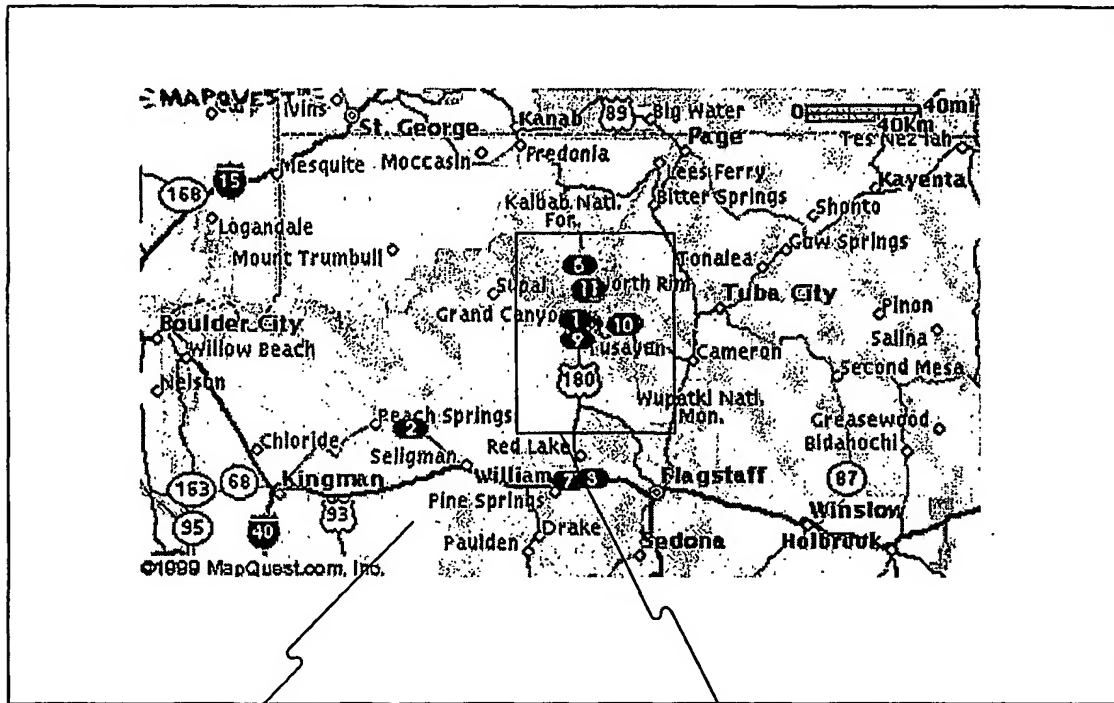 MAPQUEST
Ivins
St. George
Kanab
89
Big Water
0 40mi
40Km
Page
Tes Nez Iah
Moccasin
Fredonia
Mesquite
Lees Ferry
Kayenta
15
168
Kaibab Natl.
For.
Bitter Springs
Shonto
Logandale
Mount Trumbull
Cow Springs
Tonalea
6
Supai
11
North Rim
Tuba City
Grand Canyo
1
10
Pinon
Boulder City
9
Tusayan
Salina
Willow Beach
Cameron
Second Mesa
Nelson
180
Wupatki Natl.
Mon.
Peach Springs
2
Greasewood
Bidahochi
Chloride
Seligman
Red Lake
William
7
3
Flagstaff
87
163
68
Kingman
Pine Springs
93
Winslow
95
40
Drake
Paulden
Sedona
Holbrook
©1999 MapQuest.com, Inc.